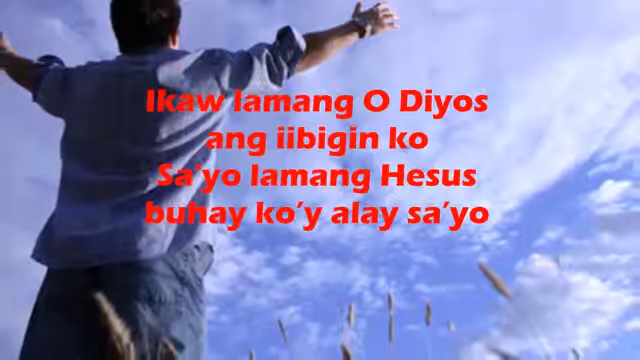 Ikaw lamang O Diyos
ang iibigin ko
Sa'yo lamang Hesus
buhay ko'y alay sa'yo